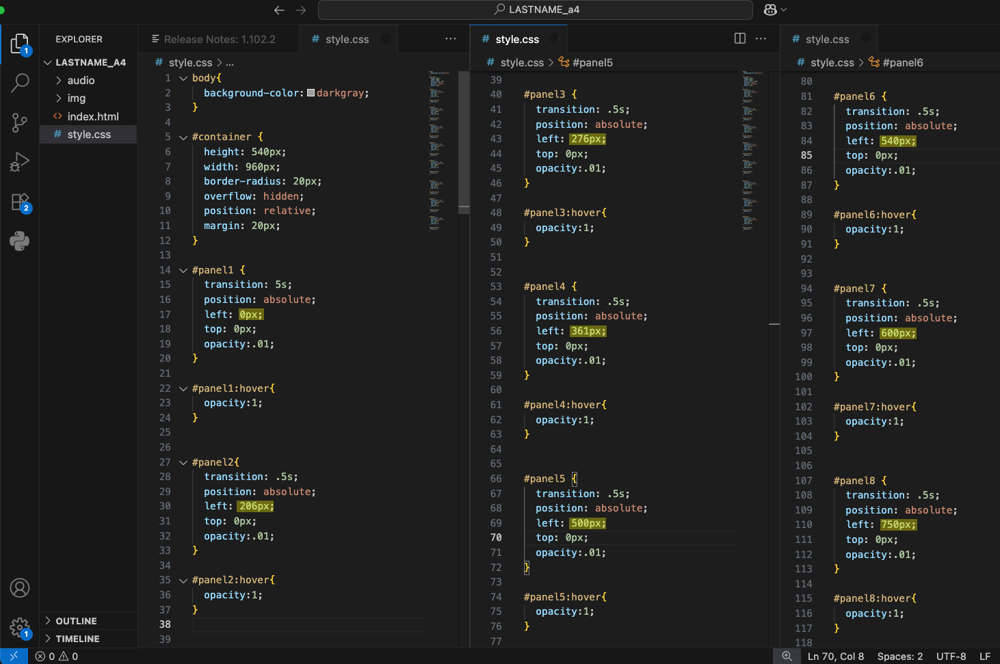 LASTNAME_a4
EXPLORER
LASTNAME_A4
audio
img
index.html
# style.css
OUTLINE
TIMELINE
1
2
1
Release Notes: 1.102.2
# style.css
...
# style.css > ...
1 body{
2 background-color: darkgray;
3 }
4
5 #container {
6 height: 540px;
7 width: 960px;
8 border-radius: 20px;
9 overflow: hidden;
10 position: relative;
11 margin: 20px;
12 }
13
14 #panel1 {
15 transition: 5s;
16 position: absolute;
17 left: 0px;
18 top: 0px;
19 opacity:.01;
20 }
21
22 #panel1:hover{
23 opacity:1;
24 }
25
26
27 #panel2{
28 transition: .5s;
29 position: absolute;
30 left: 206px;
31 top: 0px;
32 opacity:.01;
33 }
34
35 #panel2:hover{
36 opacity:1;
37 }
38
39
# style.css
...
# style.css > #panel5
39
40 #panel3 {
41 transition: .5s;
42 position: absolute;
43 left: 276px;
44 top: 0px;
45 opacity:.01;
46 }
47
48 #panel3:hover{
49 opacity:1;
50 }
51
52
53 #panel4 {
54 transition: .5s;
55 position: absolute;
56 left: 361px;
57 top: 0px;
58 opacity:.01;
59 }
60
61 #panel4:hover{
62 opacity:1;
63 }
64
65
66 #panel5 {
67 transition: .5s;
68 position: absolute;
69 left: 500px;
70 top: 0px;
71 opacity:.01;
72 }
73
74 #panel5:hover{
75 opacity:1;
76 }
77
# style.css
# style.css > #panel6
80
81 #panel6 {
82 transition: .5s;
83 position: absolute;
84 left: 540px;
85 top: 0px;
86 opacity:.01;
87 }
88
89 #panel6:hover{
90 opacity:1;
91 }
92
93
94 #panel7 {
95 transition: .5s;
96 position: absolute;
97 left: 600px;
98 top: 0px;
99 opacity:.01;
100 }
101
102 #panel7:hover{
103 opacity:1;
104 }
105
106
107 #panel8 {
108 transition: .5s;
109 position: absolute;
110 left: 750px;
111 top: 0px;
112 opacity:.01;
113 }
114
115 #panel8:hover{
116 opacity:1;
117 }
118
0 0
Ln 70, Col 8 Spaces: 2 UTF-8 LF